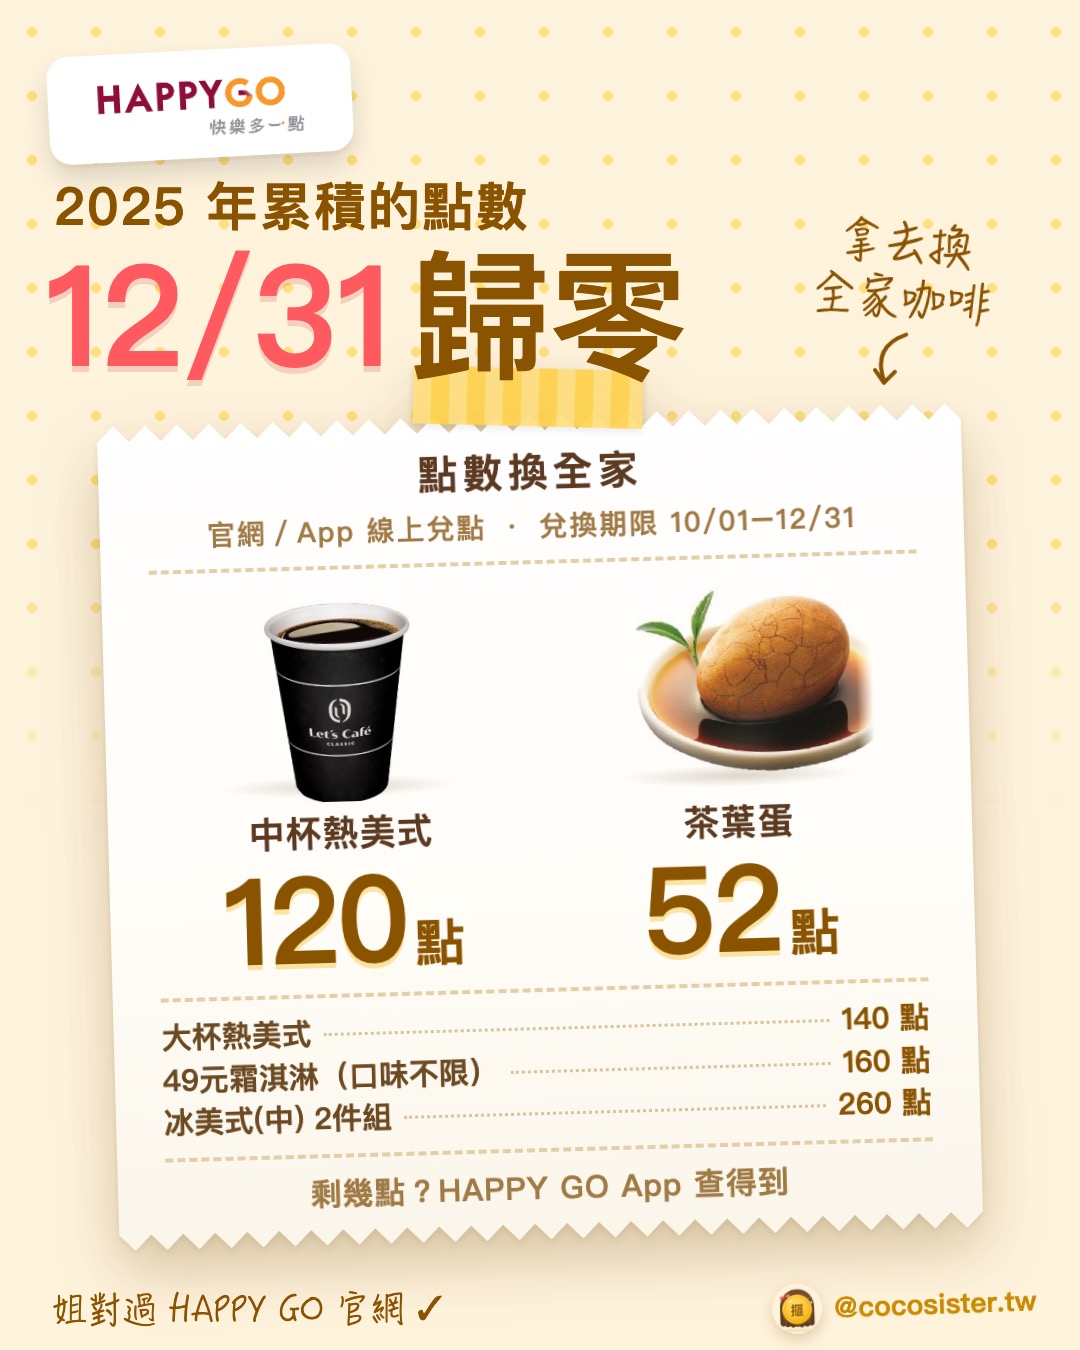 HAPPYGO
快樂多一點
2025 年累積的點數
12/31歸零
拿去換
全家咖啡
點數換全家
官網 / App 線上兌點 · 兌換期限 10/01—12/31
Let's Café
CLASSIC
中杯熱美式
120點
茶葉蛋
52點
大杯熱美式 140 點
49元霜淇淋（口味不限） 160 點
冰美式(中) 2件組 260 點
剩幾點？HAPPY GO App 查得到
姐對過 HAPPY GO 官網 ✓
摳
@cocosister.tw